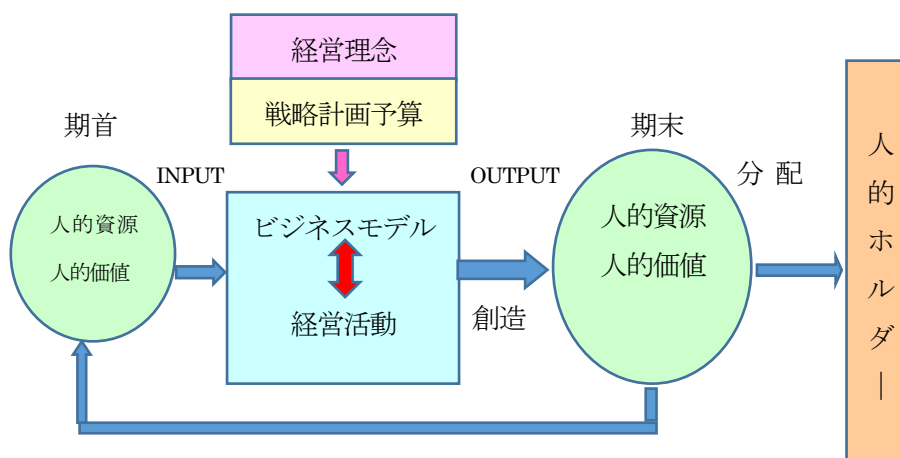 経営理念
戦略計画予算
期首
期末
INPUT
OUTPUT
分 配
人的資源
人的価値
ビジネスモデル
経営活動
創造
人的資源
人的価値
人的ホルダー